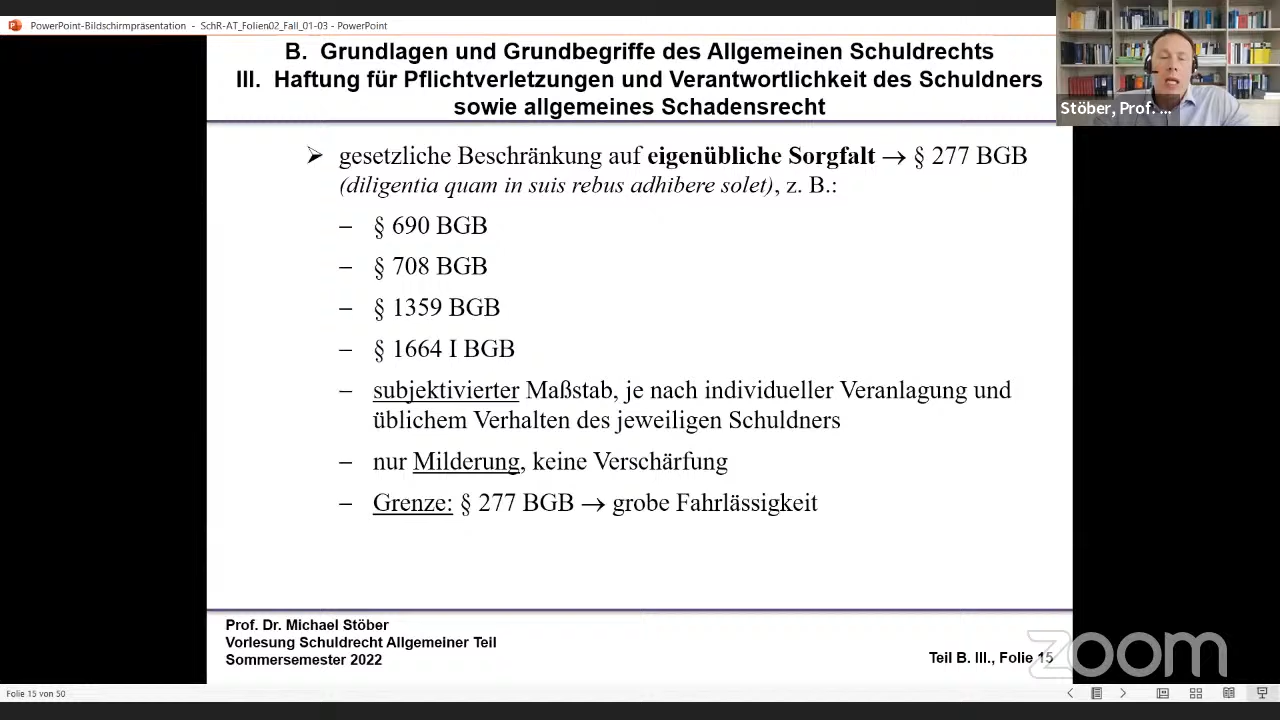 PowerPoint-Bildschirmpräsentation - SchR-AT_Folien02_Fall_01-03 - PowerPoint
B. Grundlagen und Grundbegriffe des Allgemeinen Schuldrechts
III. Haftung für Pflichtverletzungen und Verantwortlichkeit des Schuldners
sowie allgemeines Schadensrecht
Stöber, Prof. ...
➢ gesetzliche Beschränkung auf eigenübliche Sorgfalt → § 277 BGB
(diligentia quam in suis rebus adhibere solet), z. B.:
– § 690 BGB
– § 708 BGB
– § 1359 BGB
– § 1664 I BGB
– subjektivierter Maßstab, je nach individueller Veranlagung und
üblichem Verhalten des jeweiligen Schuldners
– nur Milderung, keine Verschärfung
– Grenze: § 277 BGB → grobe Fahrlässigkeit
Prof. Dr. Michael Stöber
Vorlesung Schuldrecht Allgemeiner Teil
Sommersemester 2022
Teil B. III., Folie 15
zoom
Folie 15 von 50